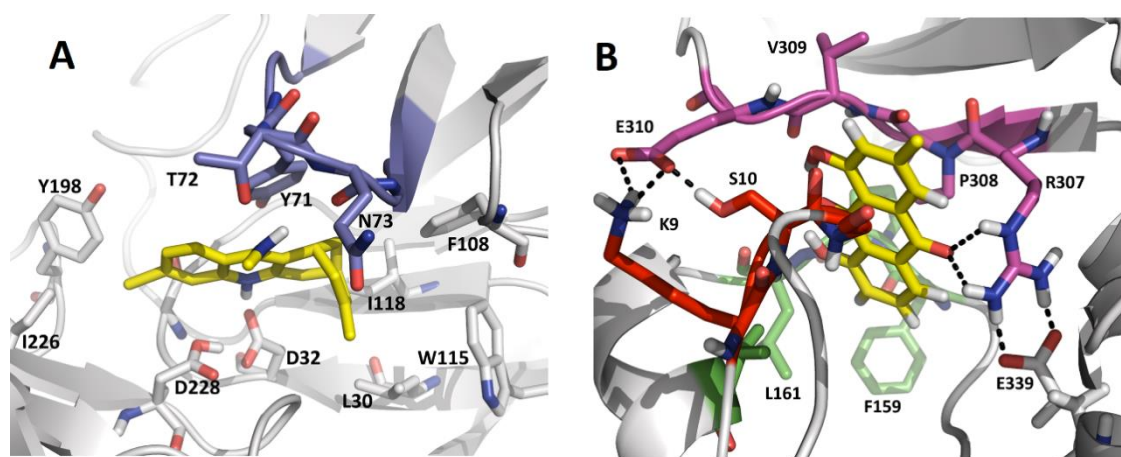 A
T72
Y71
Y198
N73
F108
I118
I226
D32
W115
D228
L30
B
V309
E310
S10
P308
R307
K9
L161
F159
E339